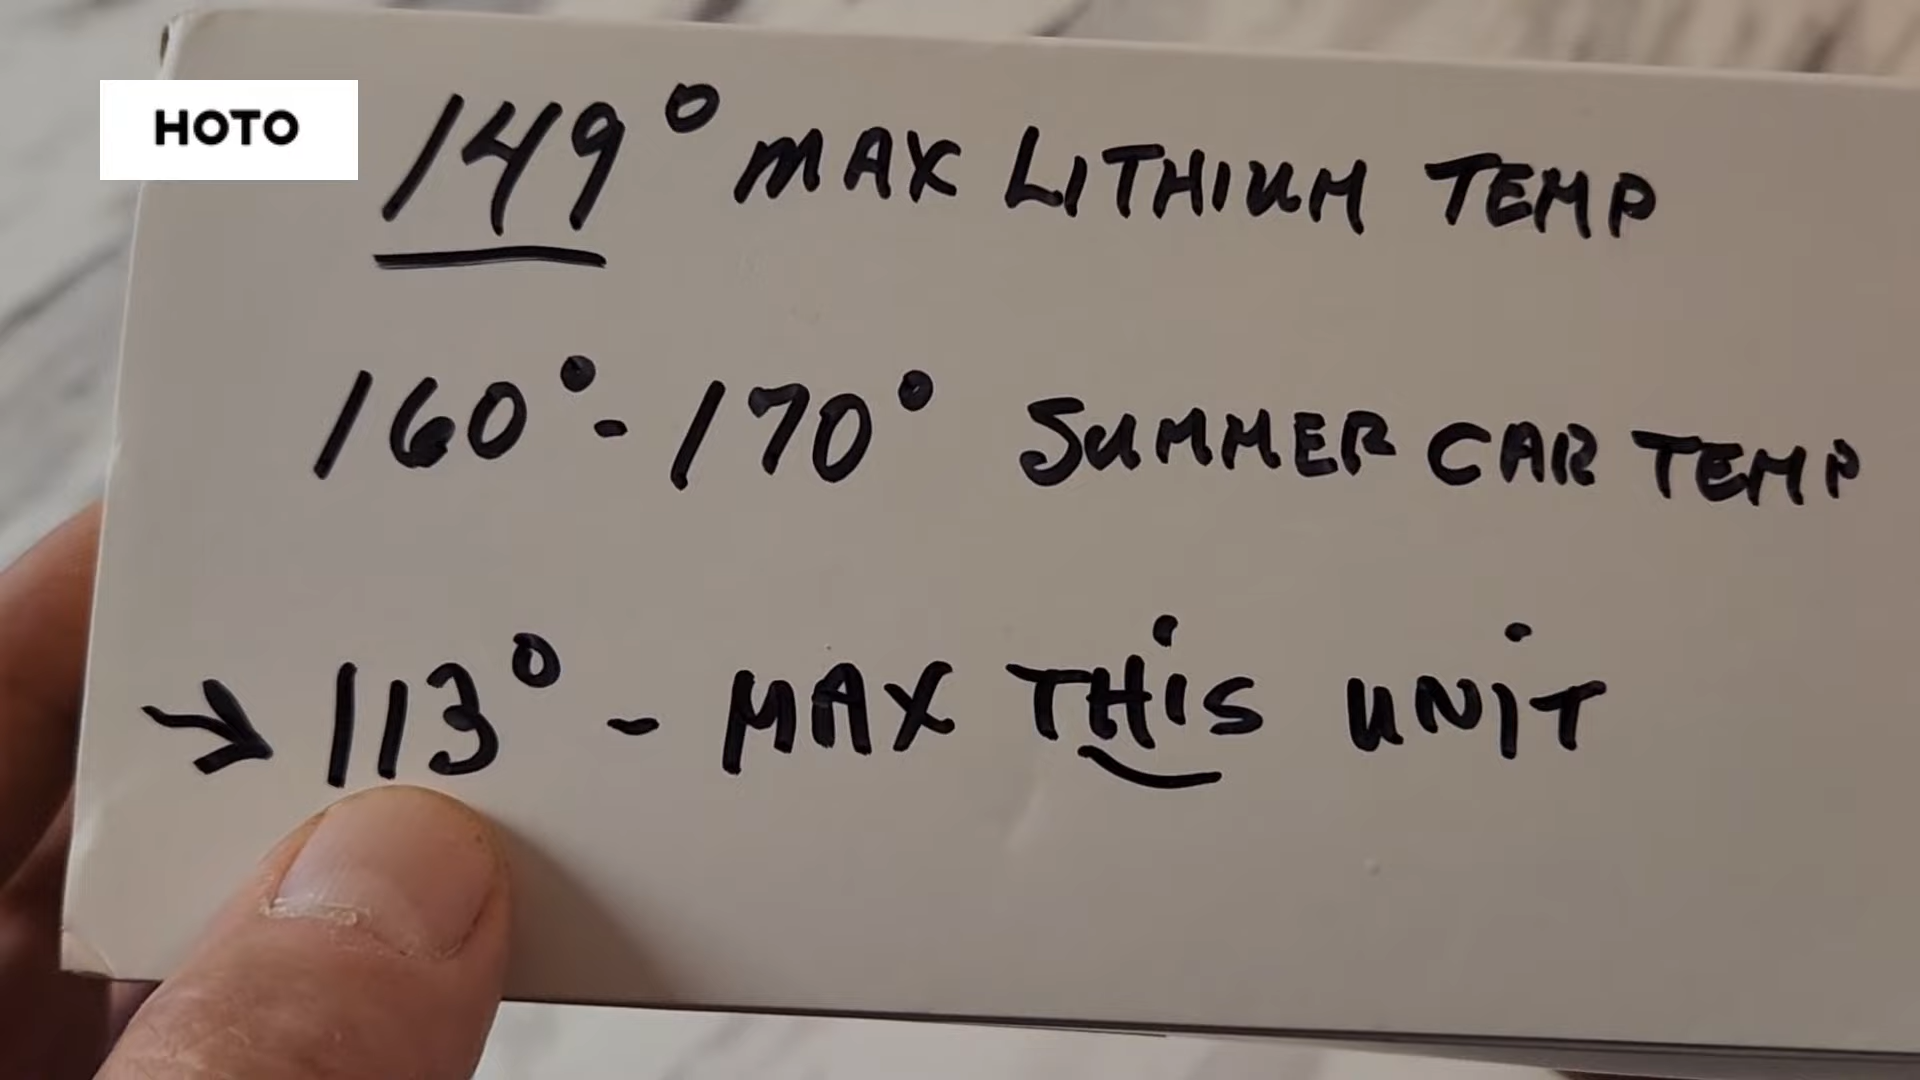 HOTO
149° MAX LITHIUM TEMP
160°-170° SUMMER CAR TEMP
→ 113° - MAX THiS UNiT